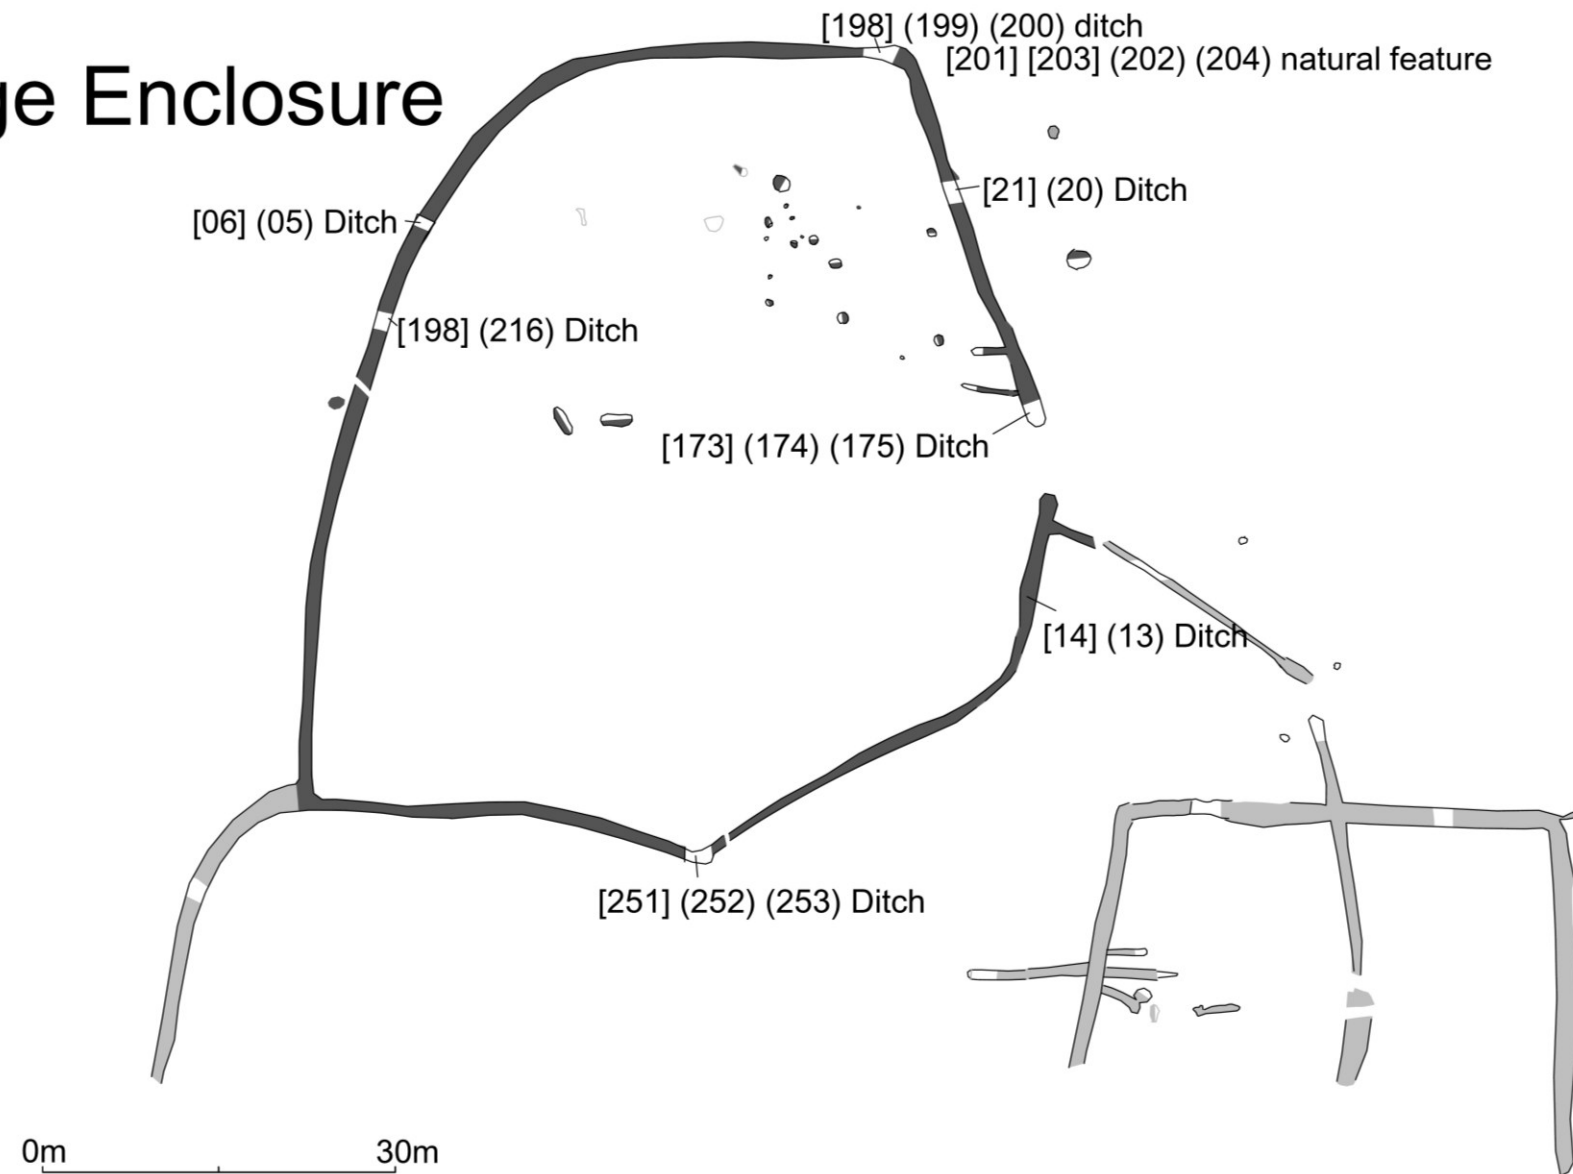 [198] (199) (200) ditch
[201] [203] (202) (204) natural feature
ge Enclosure
[21] (20) Ditch
[06] (05) Ditch
[198] (216) Ditch
[173] (174) (175) Ditch
[14] (13) Ditch
[251] (252) (253) Ditch
0m 30m